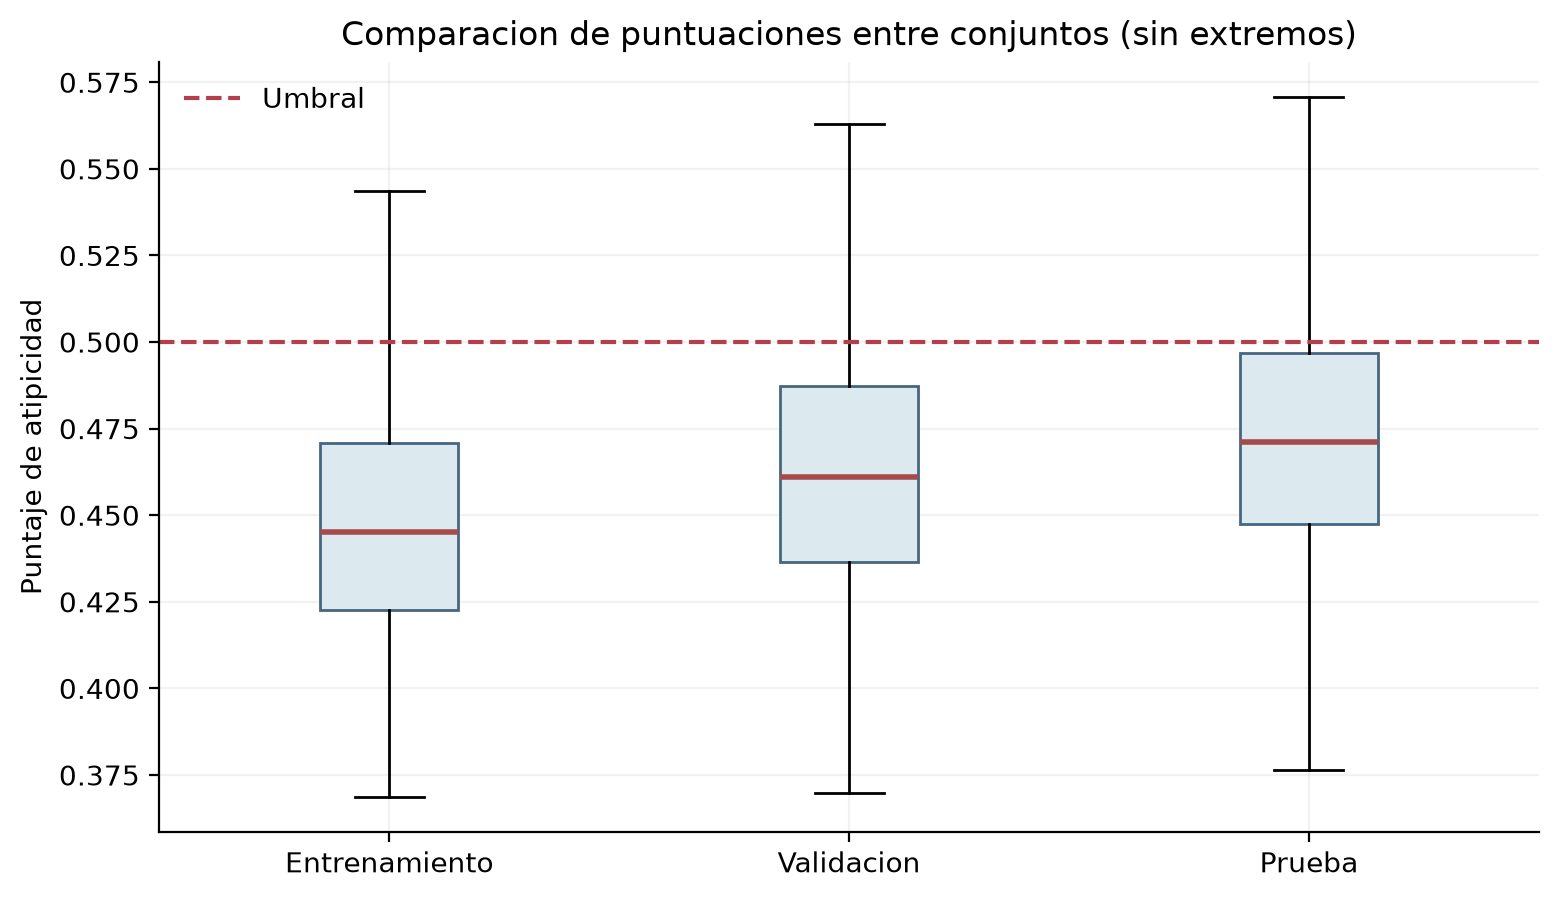 Comparacion de puntuaciones entre conjuntos (sin extremos)
Umbral
Puntaje de atipicidad
0.575
0.550
0.525
0.500
0.475
0.450
0.425
0.400
0.375
Entrenamiento
Validacion
Prueba